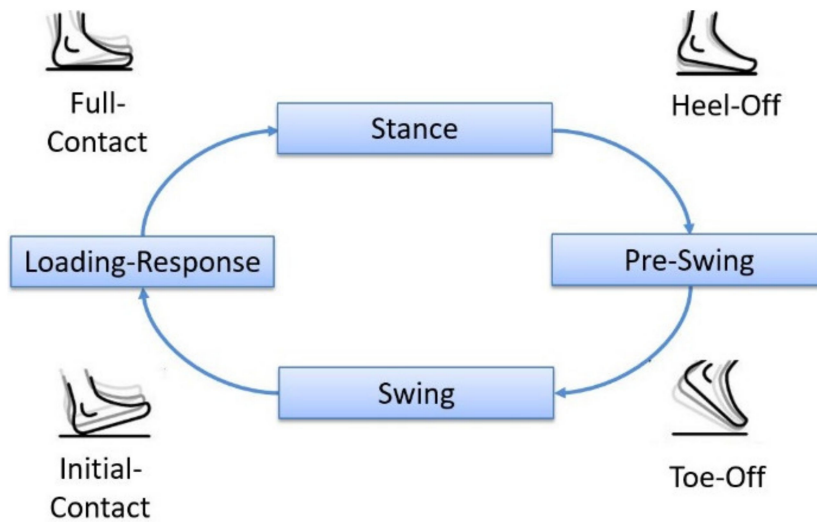 Full-
Contact
Heel-Off
Stance
Loading-Response
Pre-Swing
Swing
Initial-
Contact
Toe-Off